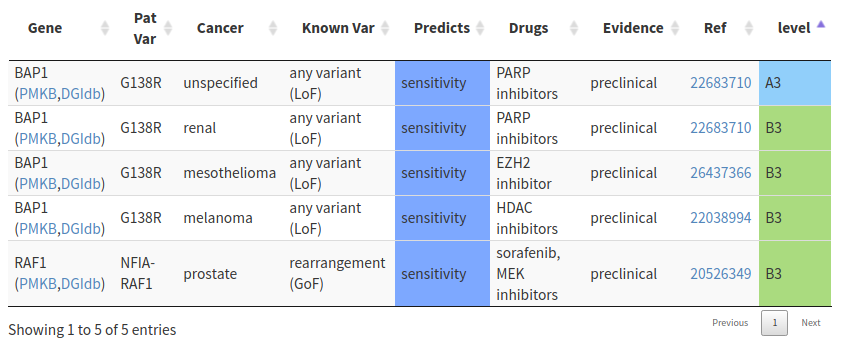 Gene Pat Var Cancer Known Var Predicts Drugs Evidence Ref level
BAP1 (PMKB,DGIdb) G138R unspecified any variant (LoF) sensitivity PARP inhibitors preclinical 22683710 A3
BAP1 (PMKB,DGIdb) G138R renal any variant (LoF) sensitivity PARP inhibitors preclinical 22683710 B3
BAP1 (PMKB,DGIdb) G138R mesothelioma any variant (LoF) sensitivity EZH2 inhibitor preclinical 26437366 B3
BAP1 (PMKB,DGIdb) G138R melanoma any variant (LoF) sensitivity HDAC inhibitors preclinical 22038994 B3
RAF1 (PMKB,DGIdb) NFIA-RAF1 prostate rearrangement (GoF) sensitivity sorafenib, MEK inhibitors preclinical 20526349 B3
Showing 1 to 5 of 5 entries
Previous 1 Next